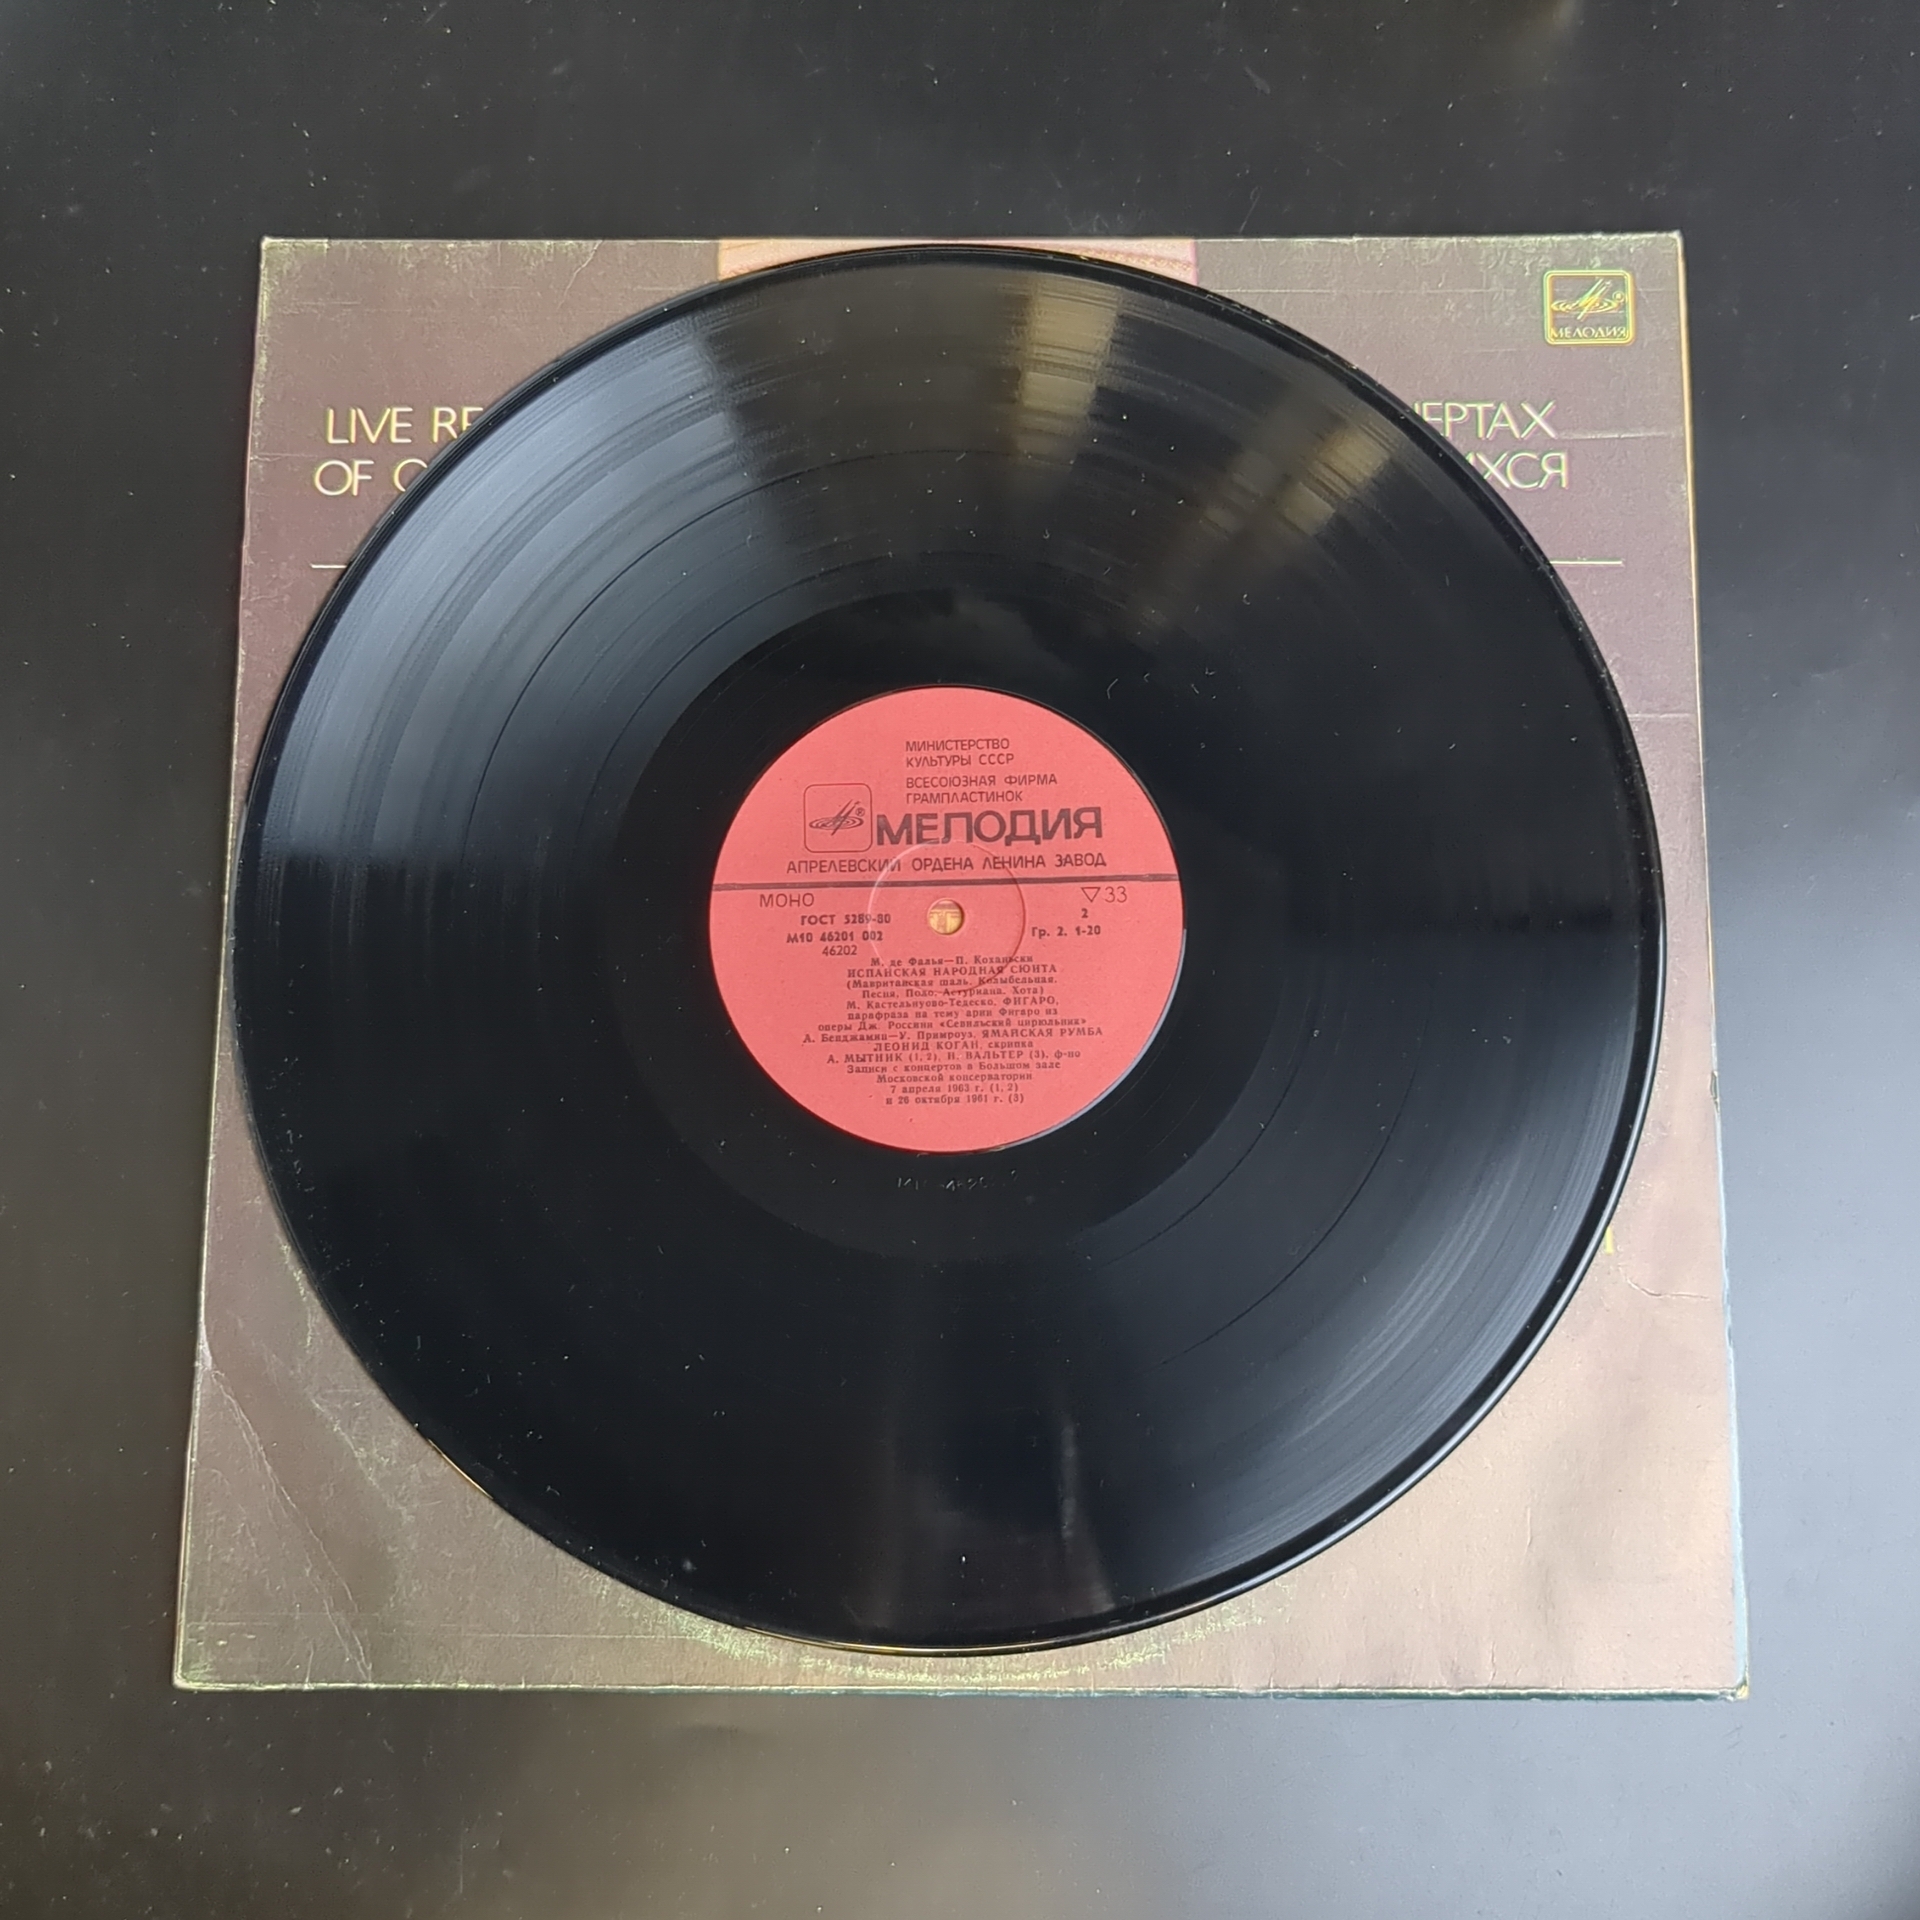 МЕЛОДИЯ
LIVE RE
ЕРТАХ
OF
ИХСЯ
МИНИСТЕРСТВО
КУЛЬТУРЫ СССР
ВСЕСОЮЗНАЯ ФИРМА
ГРАМПЛАСТИНОК
МЕЛОДИЯ
АПРЕЛЕВСКИЙ ОРДЕНА ЛЕНИНА ЗАВОД
МОНО ▽33
ГОСТ 5289-80 2
М10 46201 002 Гр. 2. 1-20
46202
М. де Фалья—П. Коханьски
ИСПАНСКАЯ НАРОДНАЯ СЮИТА
(Мавританская шаль. Колыбельная.
Песня. Поло. Астуриана. Хота)
М. Кастельнуово-Тедеско, ФИГАРО,
парафраза на тему арии Фигаро из
оперы Дж. Россини «Севильский цирюльник»
А. Бенджамин—У. Примроуз, ЯМАЙСКАЯ РУМБА
ЛЕОНИД КОГАН, скрипка
А. МЫТНИК (1, 2), Н. ВАЛЬТЕР (3), ф-но
Записи с концертов в Большом зале
Московской консерватории
7 апреля 1963 г. (1, 2)
и 26 октября 1961 г. (3)